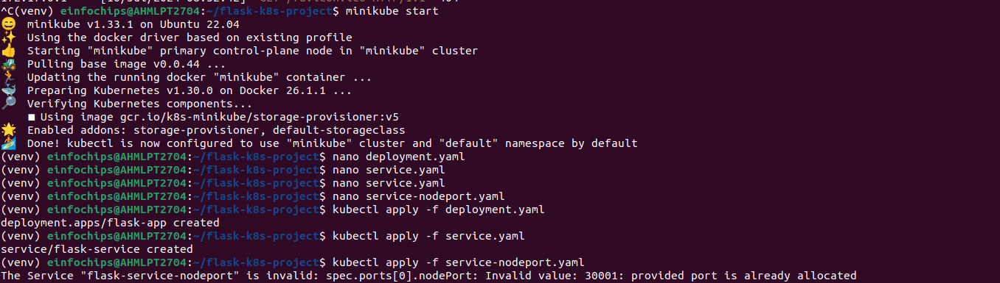 ^C(venv) einfochips@AHMLPT2704:~/flask-k8s-project$ minikube start
minikube v1.33.1 on Ubuntu 22.04
Using the docker driver based on existing profile
Starting "minikube" primary control-plane node in "minikube" cluster
Pulling base image v0.0.44 ...
Updating the running docker "minikube" container ...
Preparing Kubernetes v1.30.0 on Docker 26.1.1 ...
Verifying Kubernetes components...
■ Using image gcr.io/k8s-minikube/storage-provisioner:v5
Enabled addons: storage-provisioner, default-storageclass
Done! kubectl is now configured to use "minikube" cluster and "default" namespace by default
(venv) einfochips@AHMLPT2704:~/flask-k8s-project$ nano deployment.yaml
(venv) einfochips@AHMLPT2704:~/flask-k8s-project$ nano service.yaml
(venv) einfochips@AHMLPT2704:~/flask-k8s-project$ nano service.yaml
(venv) einfochips@AHMLPT2704:~/flask-k8s-project$ nano service-nodeport.yaml
(venv) einfochips@AHMLPT2704:~/flask-k8s-project$ kubectl apply -f deployment.yaml
deployment.apps/flask-app created
(venv) einfochips@AHMLPT2704:~/flask-k8s-project$ kubectl apply -f service.yaml
service/flask-service created
(venv) einfochips@AHMLPT2704:~/flask-k8s-project$ kubectl apply -f service-nodeport.yaml
The Service "flask-service-nodeport" is invalid: spec.ports[0].nodePort: Invalid value: 30001: provided port is already allocated